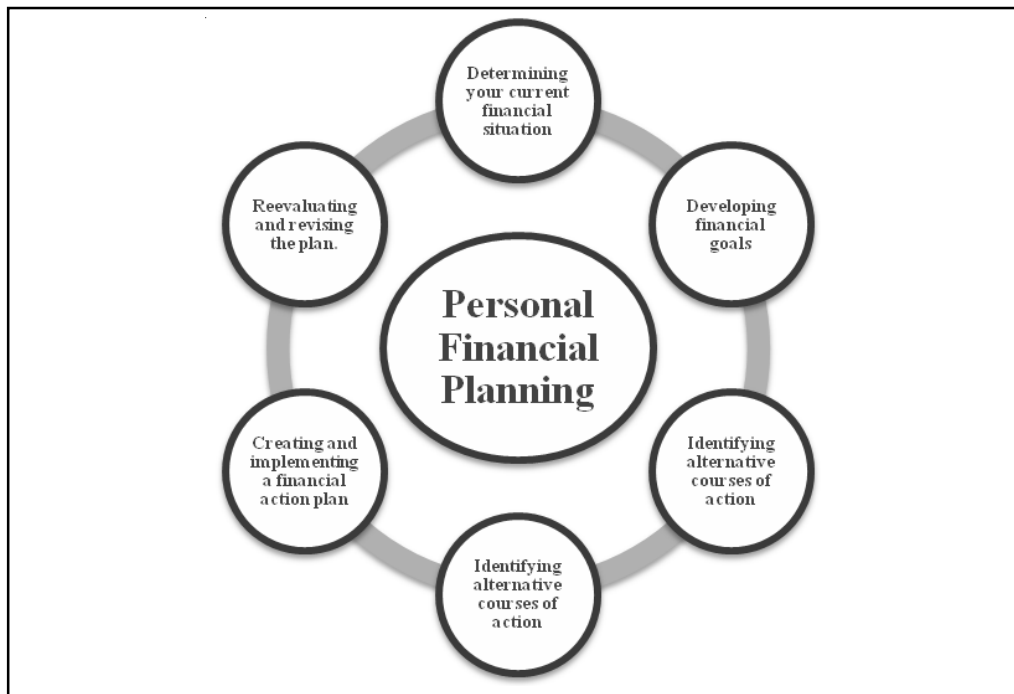 Determining
your current
financial
situation
Developing
financial
goals
Identifying
alternative
courses of
action
Identifying
alternative
courses of
action
Creating and
implementing
a financial
action plan
Reevaluating
and revising
the plan.
Personal
Financial
Planning